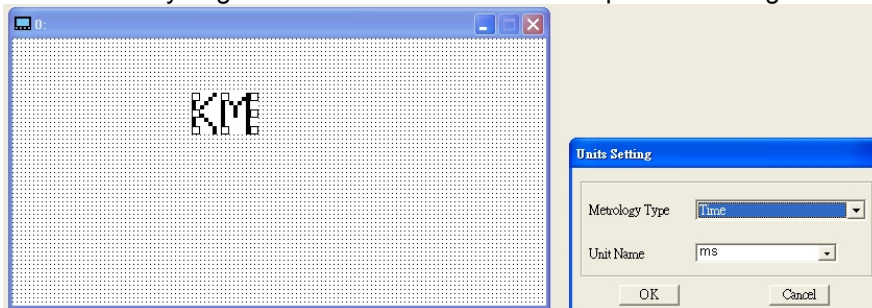 0:
KM
Units Setting
Metrology Type Time
Unit Name ms
OK Cancel